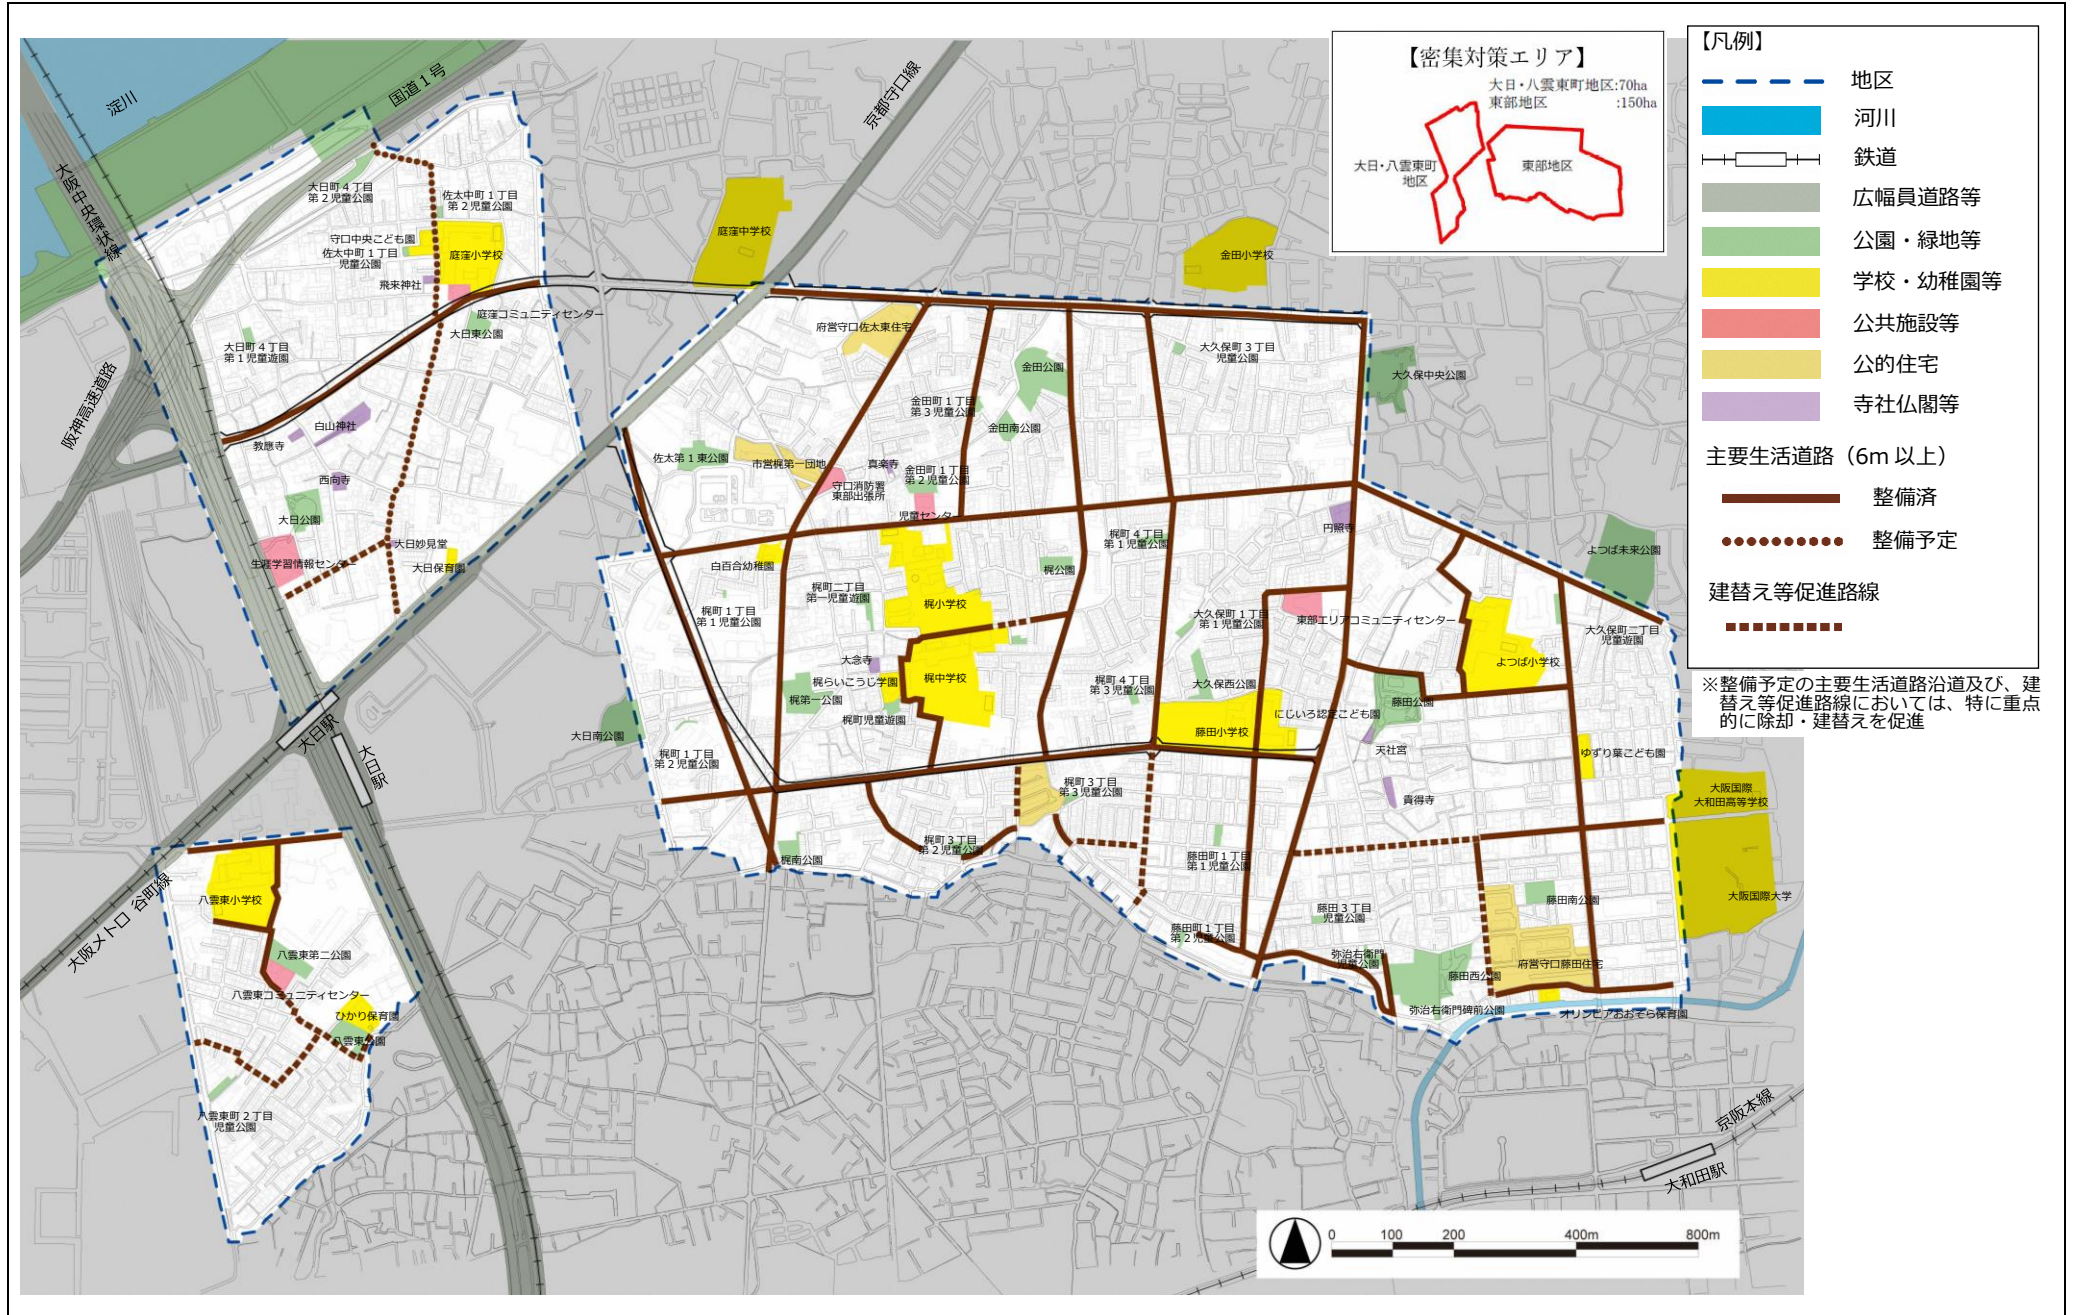 【密集対策エリア】
大日・八雲東町地区:70ha
東部地区 :150ha
大日・八雲東町
地区
東部地区
【凡例】
地区
河川
鉄道
広幅員道路等
公園・緑地等
学校・幼稚園等
公共施設等
公的住宅
寺社仏閣等
主要生活道路（6m 以上）
整備済
整備予定
建替え等促進路線
※整備予定の主要生活道路沿道及び、建
替え等促進路線においては、特に重点
的に除却・建替えを促進
淀川
国道１号
京都守口線
大阪中央環状線
阪神高速道路
大日町４丁目
第２児童公園
佐太中町１丁目
第２児童公園
守口中央こども園
佐太中町１丁目
児童公園
庭窪小学校
飛来神社
庭窪コミュニティセンター
大日東公園
大日町４丁目
第１児童遊園
白山神社
教應寺
西向寺
大日公園
大日妙見堂
生涯学習情報センター
大日保育園
庭窪中学校
金田小学校
府営守口佐太東住宅
大久保町３丁目
児童公園
金田公園
大久保中央公園
金田町１丁目
第３児童公園
金田南公園
佐太第１東公園
市営梶第一団地
真楽寺
金田町１丁目
第２児童公園
守口消防署
東部出張所
児童センター
円照寺
梶町４丁目
第１児童公園
よつば未来公園
白百合幼稚園
梶公園
梶町二丁目
第一児童遊園
梶小学校
梶町１丁目
第１児童公園
大久保町１丁目
第１児童公園
東部エリアコミュニティセンター
大久保町二丁目
児童遊園
大念寺
よつば小学校
梶らいこうじ学園
梶中学校
梶町４丁目
第３児童公園
大久保西公園
梶第一公園
藤田公園
梶町児童遊園
にじいろ認定こども園
大日南公園
藤田小学校
大日駅
大日駅
梶町１丁目
第２児童公園
天社宮
ゆずり葉こども園
梶町３丁目
第３児童公園
貴得寺
大阪国際
大和田高等学校
梶町３丁目
第２児童公園
梶南公園
藤田町１丁目
第１児童公園
大阪メトロ 谷町線
八雲東小学校
大阪国際大学
藤田南公園
藤田３丁目
児童公園
藤田町１丁目
第２児童公園
八雲東第二公園
弥治右衛門
児童公園
府営守口藤田住宅
藤田西公園
八雲東コミュニティセンター
ひかり保育園
弥治右衛門碑前公園
オリンピアおおぞら保育園
八雲東公園
八雲東町２丁目
児童公園
京阪本線
大和田駅
0 100 200 400m 800m